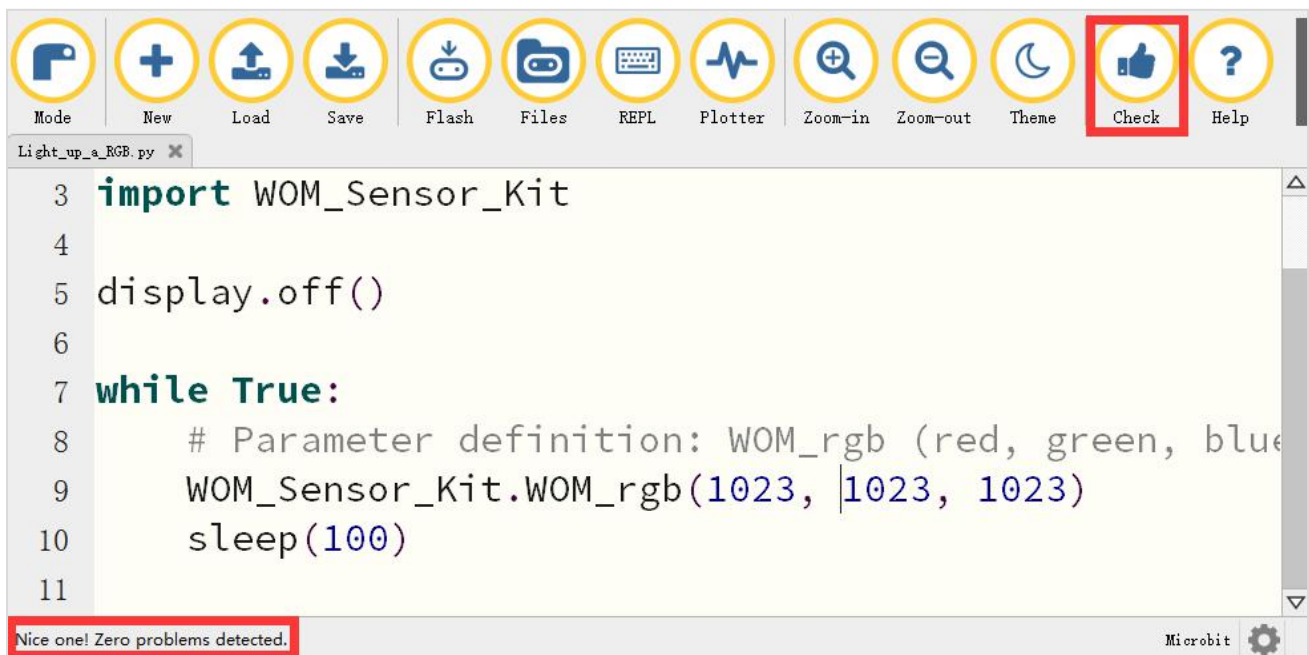 Mode New Load Save Flash Files REPL Plotter Zoom-in Zoom-out Theme Check Help
Light_up_a_RGB.py
3 import WOM_Sensor_Kit
4
5 display.off()
6
7 while True:
8 # Parameter definition: WOM_rgb (red, green, blue
9 WOM_Sensor_Kit.WOM_rgb(1023, 1023, 1023)
10 sleep(100)
11
Nice one! Zero problems detected. Microbit